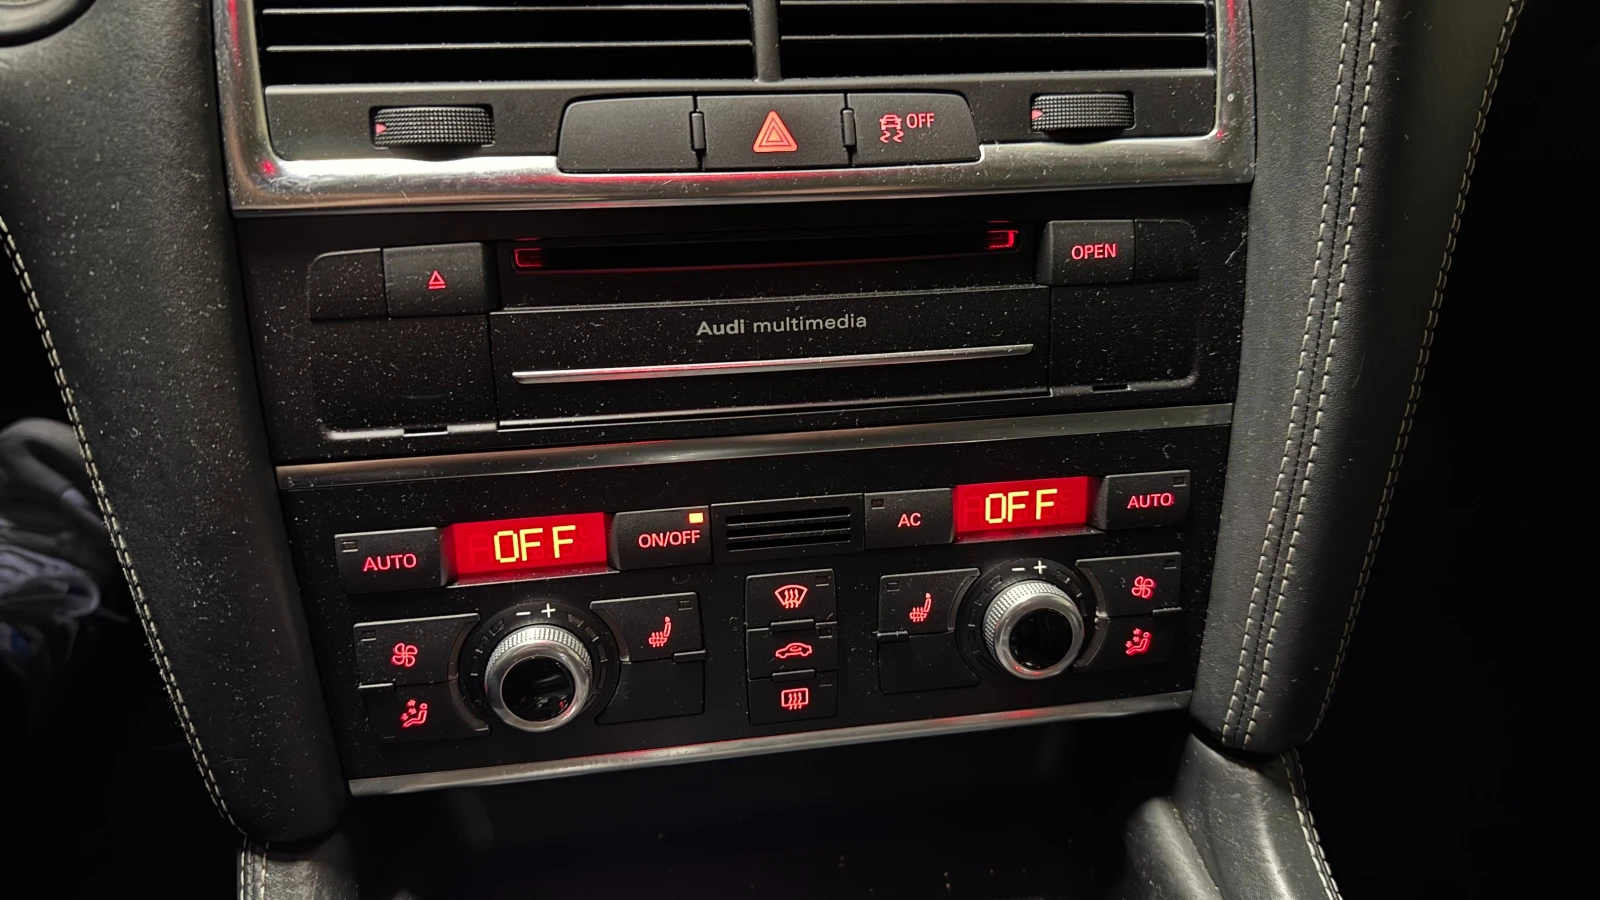 OFF
OPEN
Audi multimedia
AUTO
OFF
ON/OFF
AC
OFF
AUTO
− +
− +